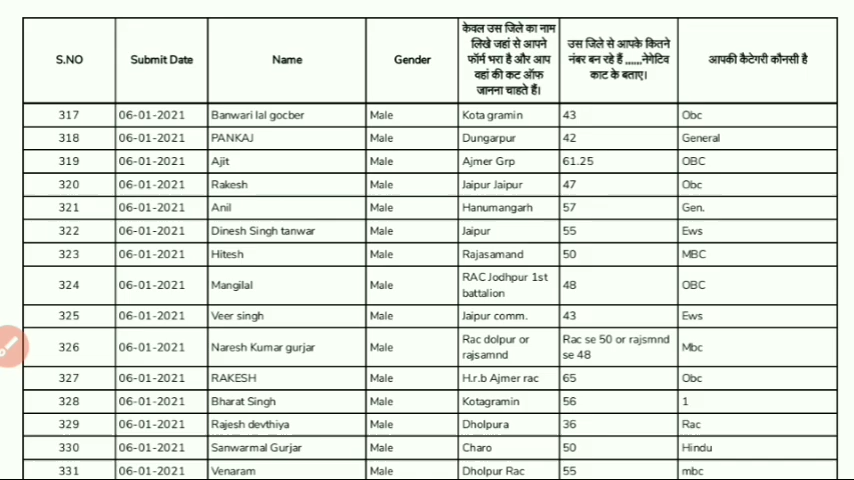 S.NO Submit Date Name Gender केवल उस जिले का नाम लिखे जहां से आपने फॉर्म भरा है और आप वहां की कट ऑफ जानना चाहते हैं। उस जिले से आपके कितने नंबर बन रहे हैं ,,,,,,नेगेटिव काट के बताए। आपकी कैटेगरी कौनसी है
317 06-01-2021 Banwari lal gocber Male Kota gramin 43 Obc
318 06-01-2021 PANKAJ Male Dungarpur 42 General
319 06-01-2021 Ajit Male Ajmer Grp 61.25 OBC
320 06-01-2021 Rakesh Male Jaipur Jaipur 47 Obc
321 06-01-2021 Anil Male Hanumangarh 57 Gen.
322 06-01-2021 Dinesh Singh tanwar Male Jaipur 55 Ews
323 06-01-2021 Hitesh Male Rajasamand 50 MBC
324 06-01-2021 Mangilal Male RAC Jodhpur 1st battalion 48 OBC
325 06-01-2021 Veer singh Male Jaipur comm. 43 Ews
326 06-01-2021 Naresh Kumar gurjar Male Rac dolpur or rajsamnd Rac se 50 or rajsmnd se 48 Mbc
327 06-01-2021 RAKESH Male H.r.b Ajmer rac 65 Obc
328 06-01-2021 Bharat Singh Male Kotagramin 56 1
329 06-01-2021 Rajesh devthiya Male Dholpura 36 Rac
330 06-01-2021 Sanwarmal Gurjar Male Charo 50 Hindu
331 06-01-2021 Venaram Male Dholpur Rac 55 mbc